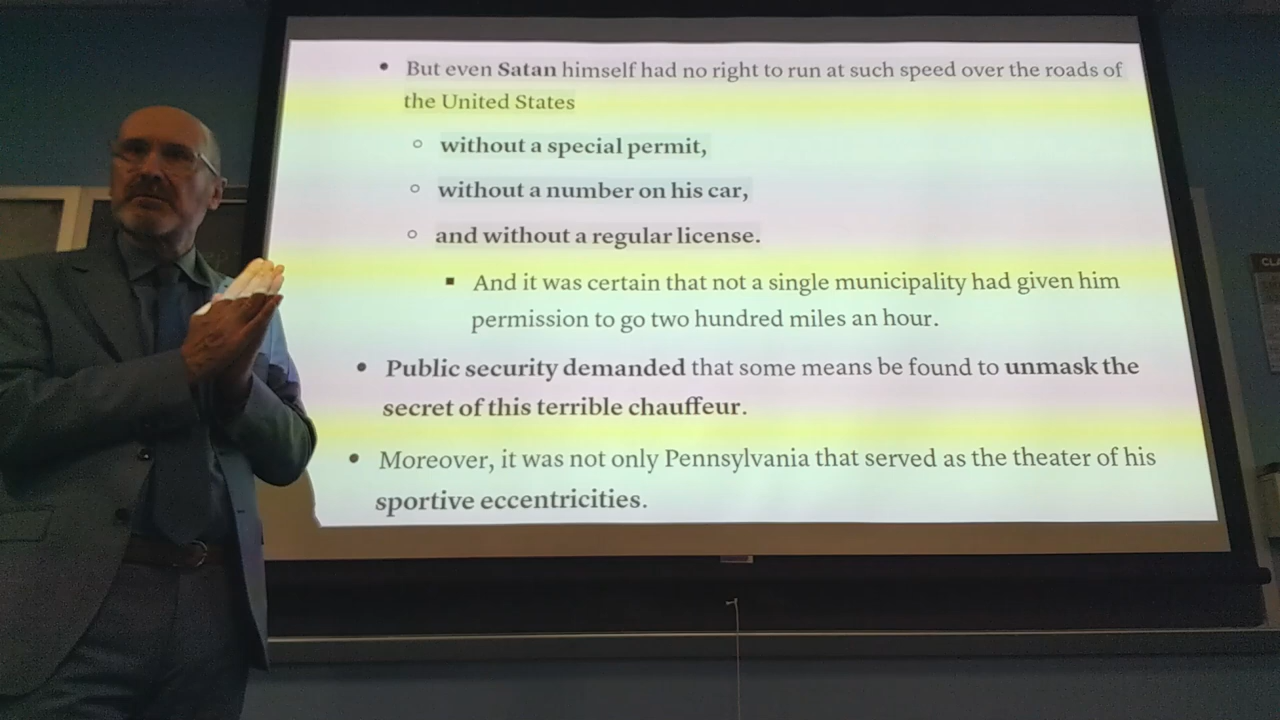 But even Satan himself had no right to run at such speed over the roads of
the United States
without a special permit,
without a number on his car,
and without a regular license.
And it was certain that not a single municipality had given him
permission to go two hundred miles an hour.
Public security demanded that some means be found to unmask the
secret of this terrible chauffeur.
Moreover, it was not only Pennsylvania that served as the theater of his
sportive eccentricities.